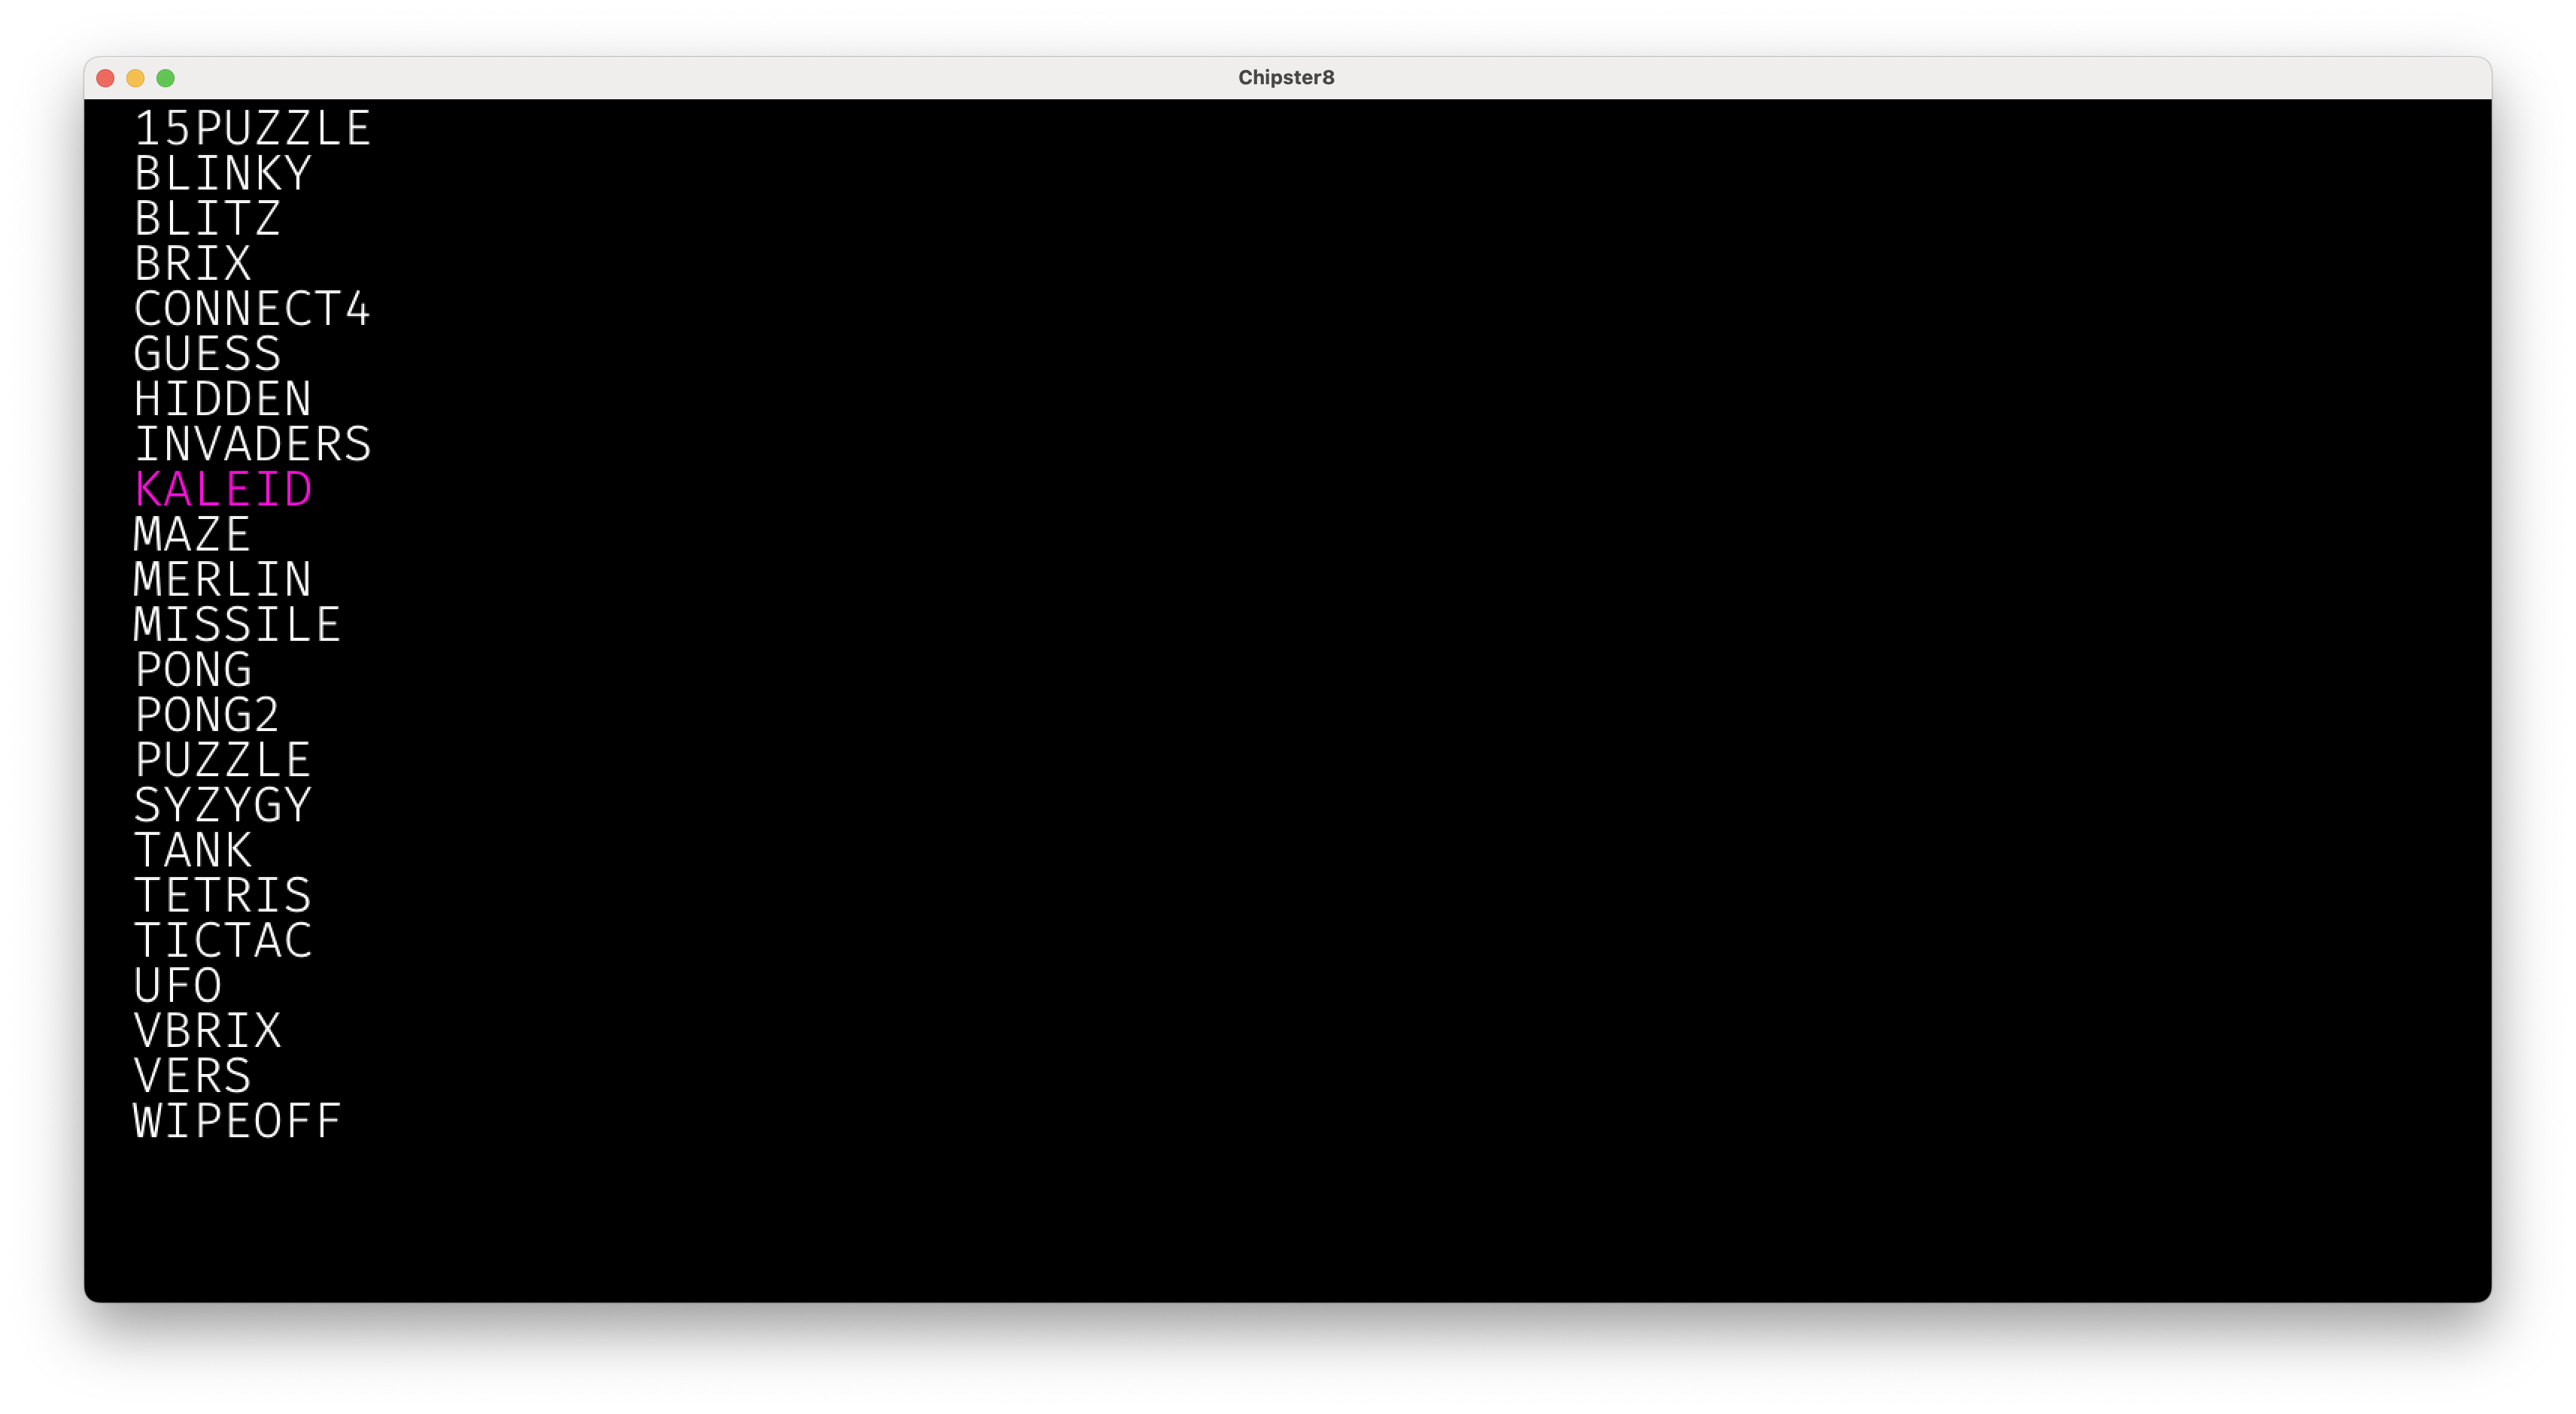 Chipster8
15PUZZLE
BLINKY
BLITZ
BRIX
CONNECT4
GUESS
HIDDEN
INVADERS
KALEID
MAZE
MERLIN
MISSILE
PONG
PONG2
PUZZLE
SYZYGY
TANK
TETRIS
TICTAC
UFO
VBRIX
VERS
WIPEOFF